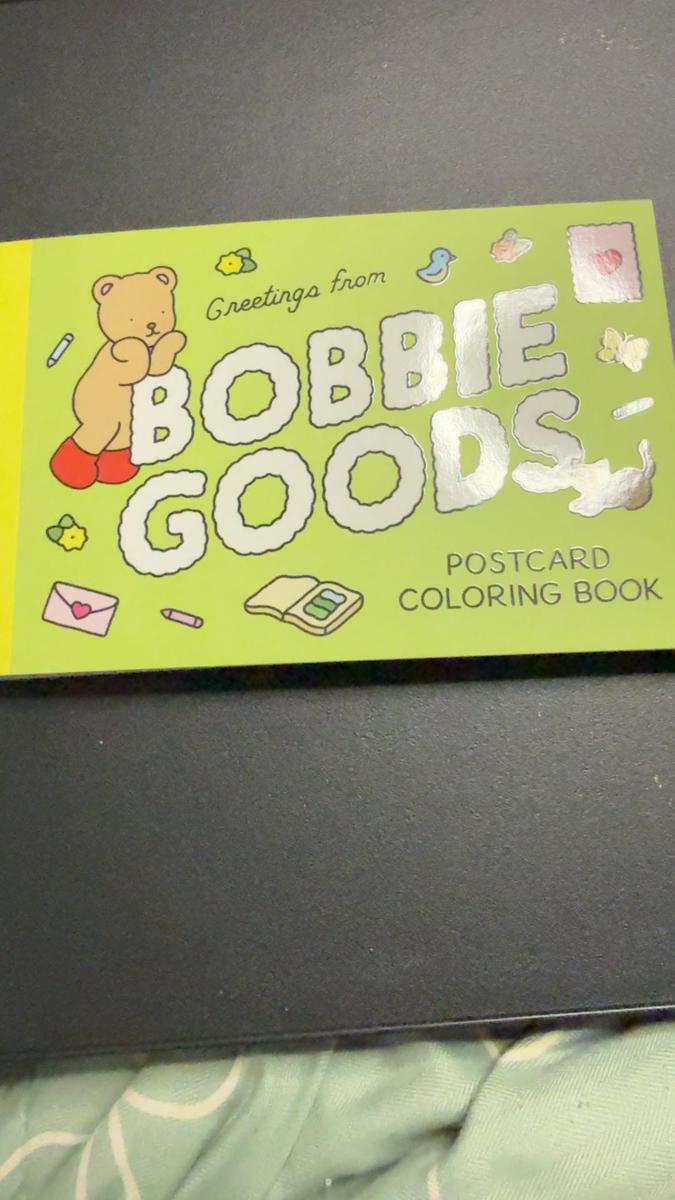 Greetings from
BOBBIE
GOODS
POSTCARD
COLORING BOOK